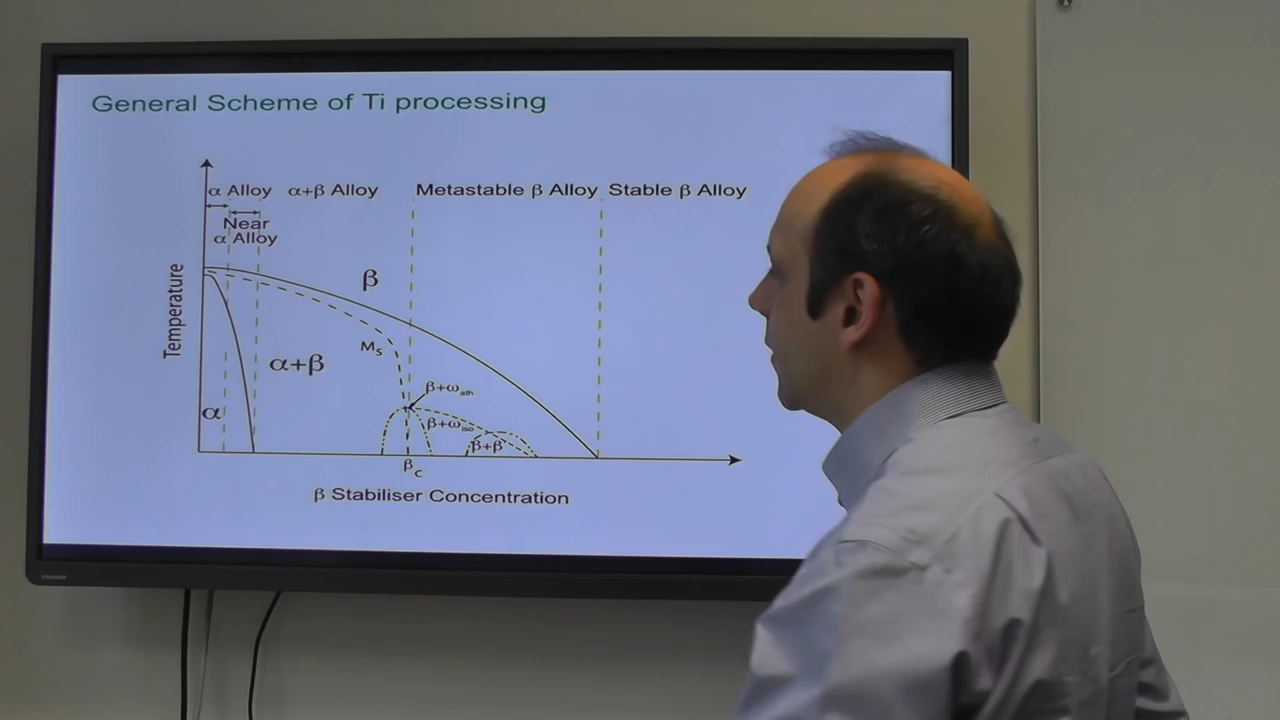 General Scheme of Ti processing
α Alloy α+β Alloy Metastable β Alloy Stable β Alloy
Near
α Alloy
β
Temperature
Ms
α+β
β+ωath
α
β+ωiso
β+β
βc
β Stabiliser Concentration
TOSHIBA